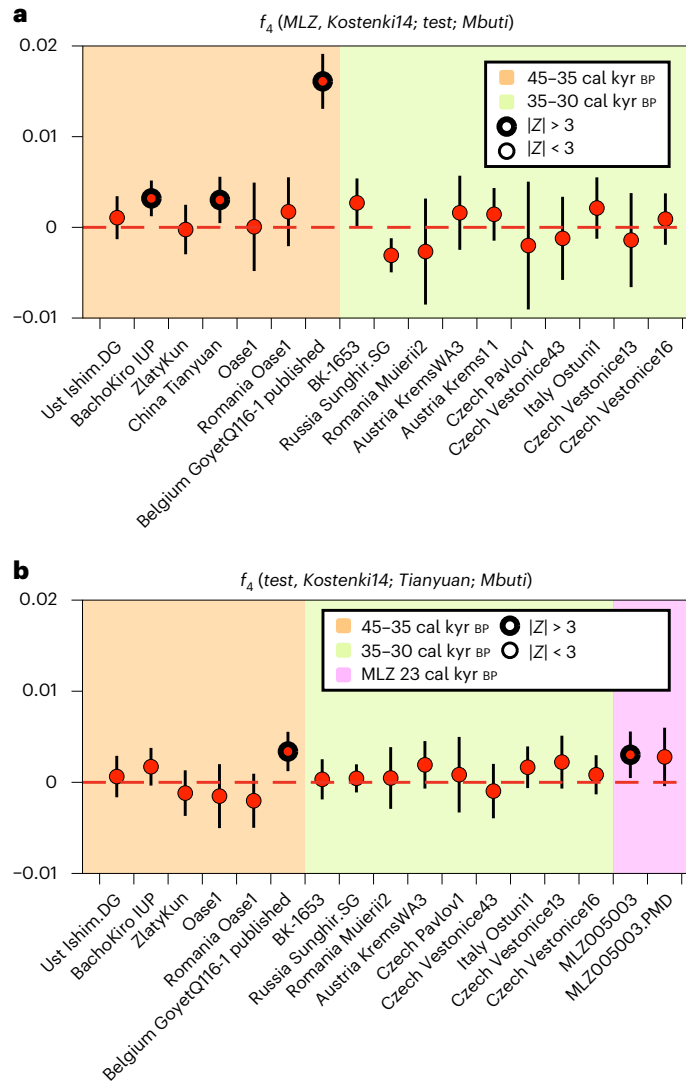 a
f4 (MLZ, Kostenki14; test; Mbuti)
0.02
0.01
0
−0.01
45–35 cal kyr BP
35–30 cal kyr BP
|Z| > 3
|Z| < 3
Ust Ishim.DG
BachoKiro IUP
ZlatyKun
China Tianyuan
Oase1
Romania Oase1
Belgium GoyetQ116-1 published
BK-1653
Russia Sunghir.SG
Romania Muierii2
Austria KremsWA3
Austria Krems11
Czech Pavlov1
Czech Vestonice43
Italy Ostuni1
Czech Vestonice13
Czech Vestonice16
b
f4 (test, Kostenki14; Tianyuan; Mbuti)
0.02
0.01
0
−0.01
45–35 cal kyr BP |Z| > 3
35–30 cal kyr BP |Z| < 3
MLZ 23 cal kyr BP
Ust Ishim.DG
BachoKiro IUP
ZlatyKun
Oase1
Romania Oase1
Belgium GoyetQ116-1 published
BK-1653
Russia Sunghir.SG
Romania Muierii2
Austria KremsWA3
Czech Pavlov1
Czech Vestonice43
Italy Ostuni1
Czech Vestonice13
Czech Vestonice16
MLZ005003
MLZ005003.PMD